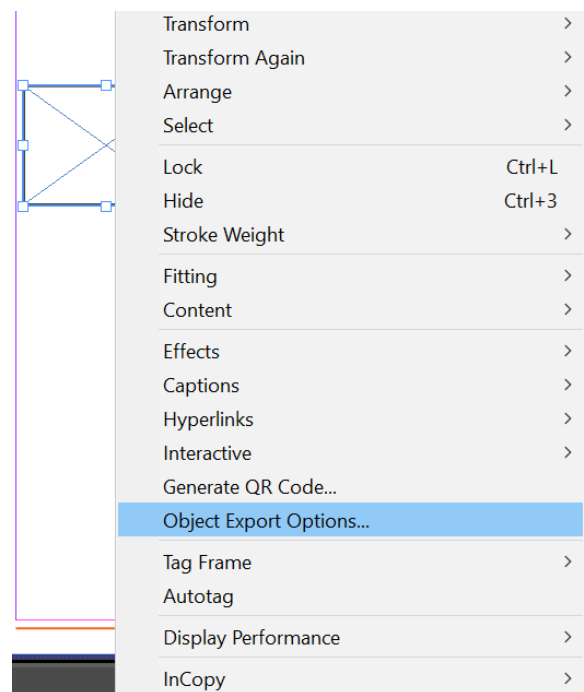 Transform
Transform Again
Arrange
Select
Lock Ctrl+L
Hide Ctrl+3
Stroke Weight
Fitting
Content
Effects
Captions
Hyperlinks
Interactive
Generate QR Code...
Object Export Options...
Tag Frame
Autotag
Display Performance
InCopy